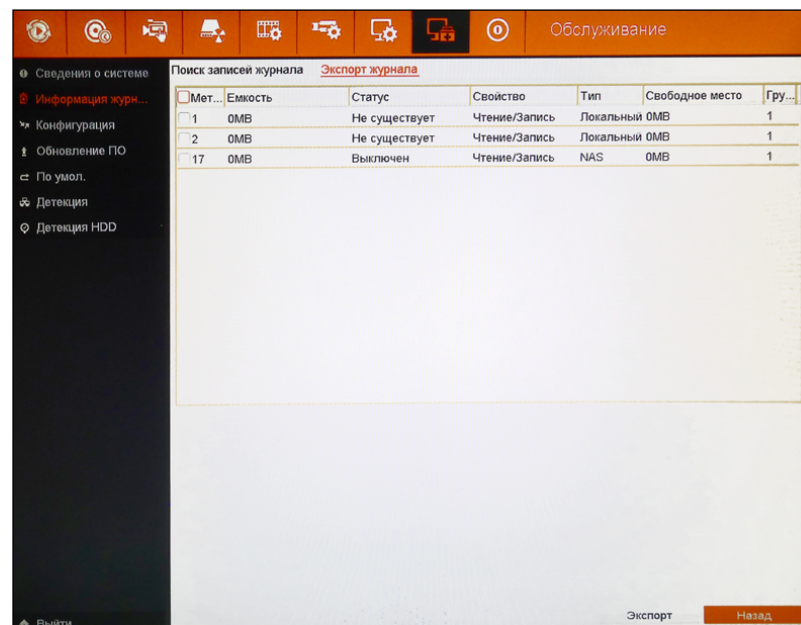 Обслуживание
Сведения о системе
Информация журн...
Конфигурация
Обновление ПО
По умол.
Детекция
Детекция HDD
Выйти
Поиск записей журнала Экспорт журнала
Мет... Емкость Статус Свойство Тип Свободное место Гру...
1 0MB Не существует Чтение/Запись Локальный 0MB 1
2 0MB Не существует Чтение/Запись Локальный 0MB 1
17 0MB Выключен Чтение/Запись NAS 0MB 1
Экспорт Назад